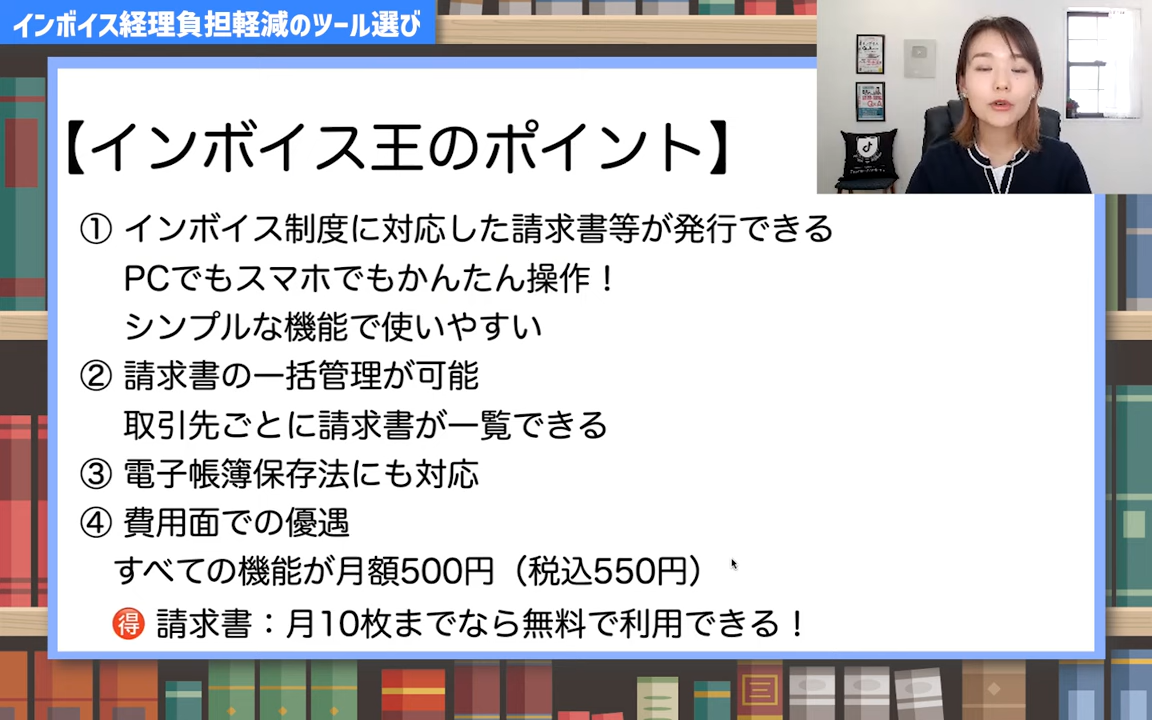 インボイス経理負担軽減のツール選び
【インボイス王のポイント】
① インボイス制度に対応した請求書等が発行できる
PCでもスマホでもかんたん操作！
シンプルな機能で使いやすい
② 請求書の一括管理が可能
取引先ごとに請求書が一覧できる
③ 電子帳簿保存法にも対応
④ 費用面での優遇
すべての機能が月額500円（税込550円）
㊝ 請求書：月10枚までなら無料で利用できる！